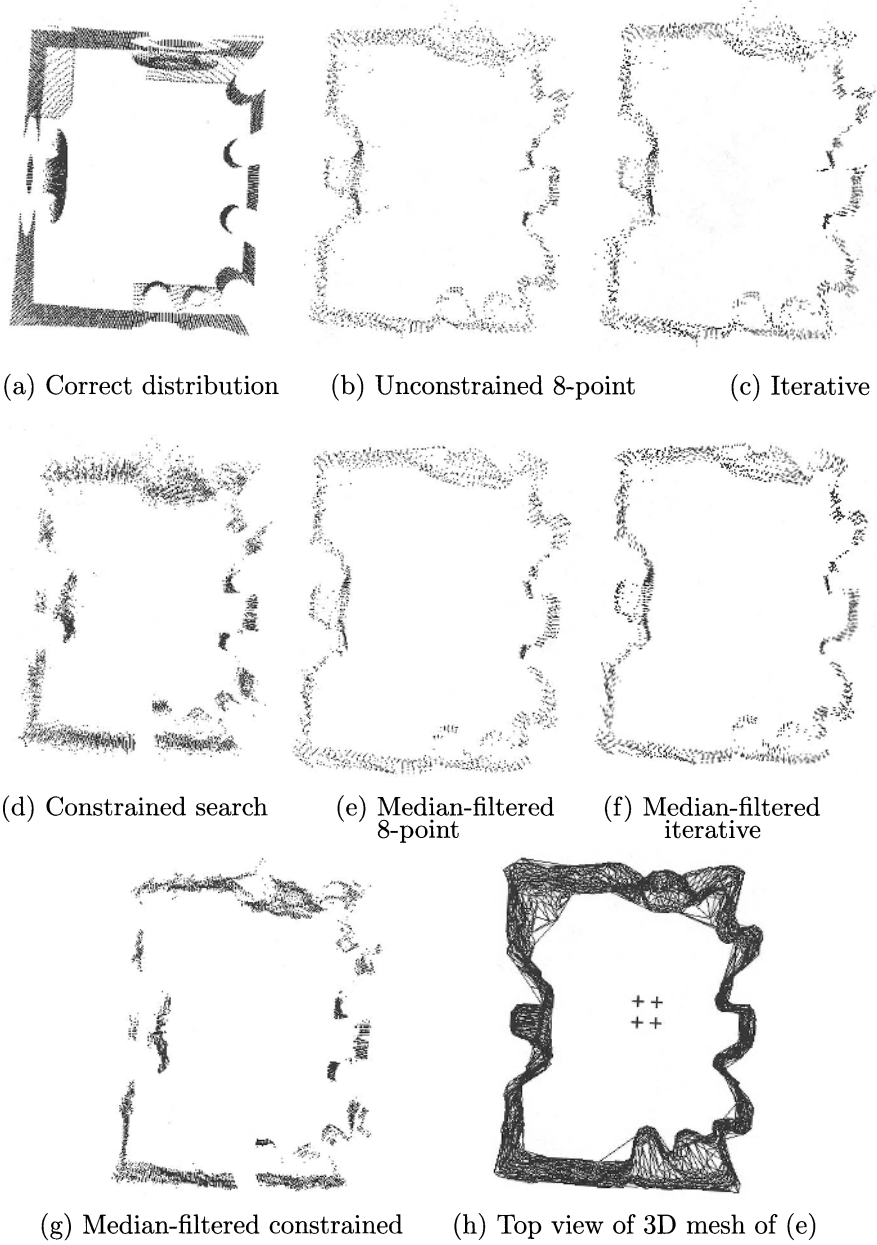 (a) Correct distribution
(b) Unconstrained 8-point
(c) Iterative
(d) Constrained search
(e) Median-filtered
8-point
(f) Median-filtered
iterative
(g) Median-filtered constrained
(h) Top view of 3D mesh of (e)